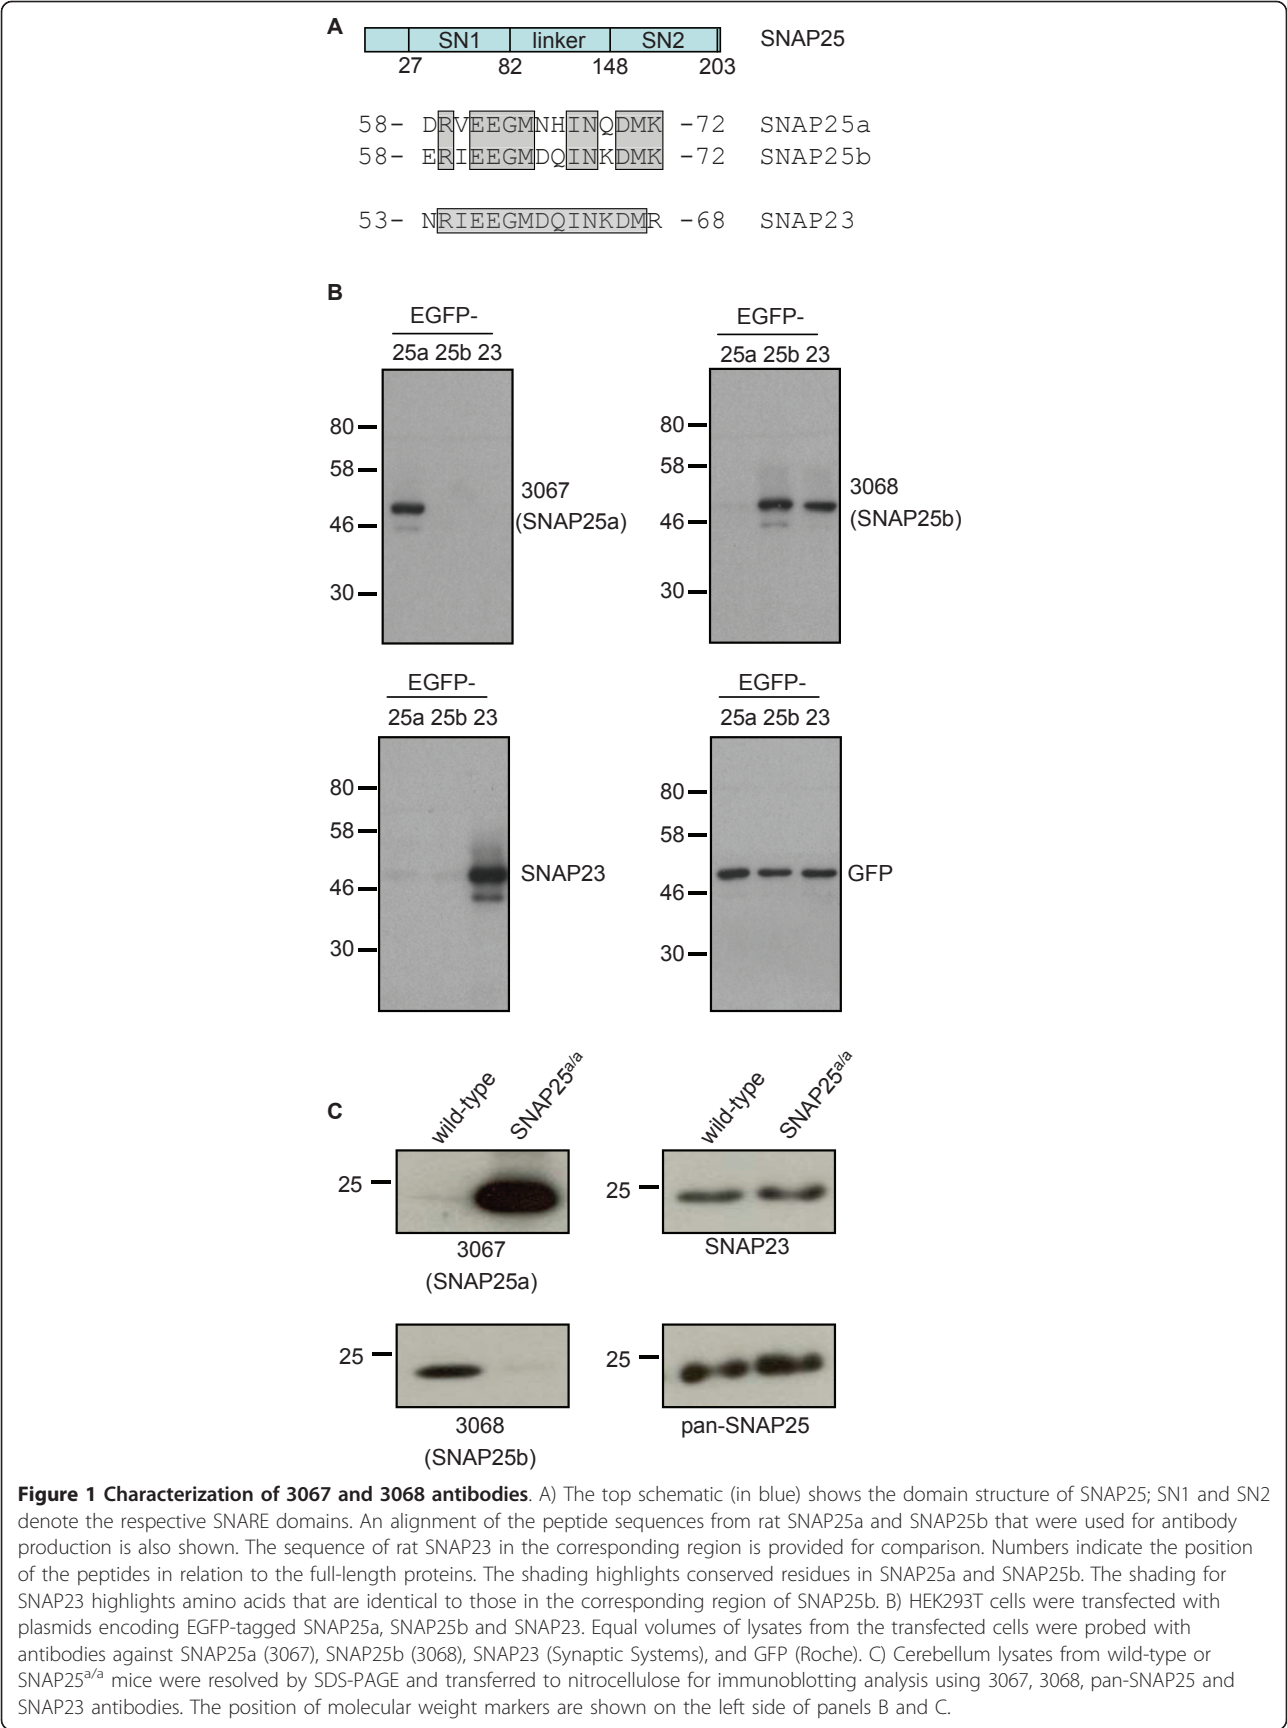 A
SN1 linker SN2 SNAP25
27 82 148 203
58- DRVEEGMNHINQDMK -72 SNAP25a
58- ERIEEGMDQINKDMK -72 SNAP25b
53- NRIEEGMDQINKDMR -68 SNAP23
B
EGFP-
25a 25b 23
80
58
46
30
3067
(SNAP25a)
EGFP-
25a 25b 23
80
58
46
30
3068
(SNAP25b)
EGFP-
25a 25b 23
80
58
46
30
SNAP23
EGFP-
25a 25b 23
80
58
46
30
GFP
C
wild-type
SNAP25a/a
25
3067
(SNAP25a)
wild-type
SNAP25a/a
25
SNAP23
25
3068
(SNAP25b)
25
pan-SNAP25
Figure 1 Characterization of 3067 and 3068 antibodies. A) The top schematic (in blue) shows the domain structure of SNAP25; SN1 and SN2
denote the respective SNARE domains. An alignment of the peptide sequences from rat SNAP25a and SNAP25b that were used for antibody
production is also shown. The sequence of rat SNAP23 in the corresponding region is provided for comparison. Numbers indicate the position
of the peptides in relation to the full-length proteins. The shading highlights conserved residues in SNAP25a and SNAP25b. The shading for
SNAP23 highlights amino acids that are identical to those in the corresponding region of SNAP25b. B) HEK293T cells were transfected with
plasmids encoding EGFP-tagged SNAP25a, SNAP25b and SNAP23. Equal volumes of lysates from the transfected cells were probed with
antibodies against SNAP25a (3067), SNAP25b (3068), SNAP23 (Synaptic Systems), and GFP (Roche). C) Cerebellum lysates from wild-type or
SNAP25a/a mice were resolved by SDS-PAGE and transferred to nitrocellulose for immunoblotting analysis using 3067, 3068, pan-SNAP25 and
SNAP23 antibodies. The position of molecular weight markers are shown on the left side of panels B and C.